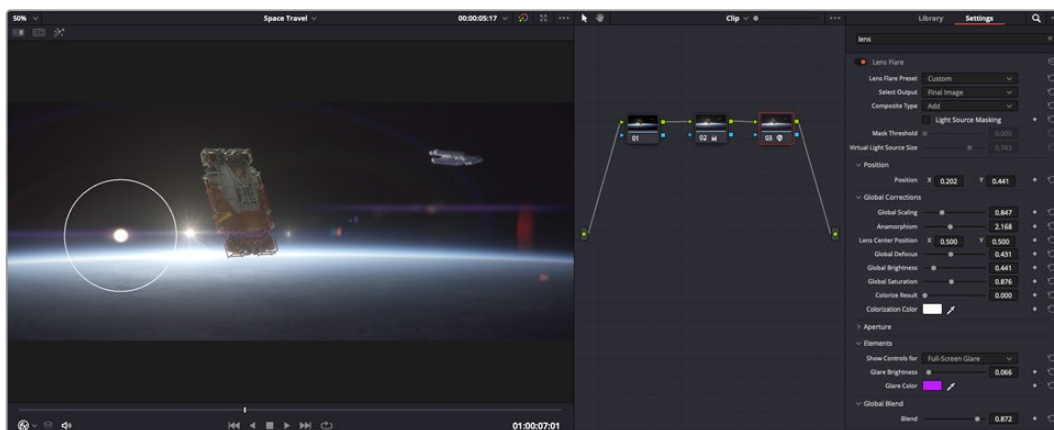 50%
Space Travel
00:00:05:17
Clip
Library
Settings
lens
Lens Flare
Lens Flare Preset Custom
Select Output Final Image
Composite Type Add
Light Source Masking
Mask Threshold 0.000
Virtual Light Source Size 0.743
Position
Position X 0.202 Y 0.441
Global Corrections
Global Scaling 0.847
Anamorphism 2.168
Lens Center Position X 0.500 Y 0.500
Global Defocus 0.431
Global Brightness 0.441
Global Saturation 0.876
Colorize Result 0.000
Colorization Color
Aperture
Elements
Show Controls for Full-Screen Glare
Glare Brightness 0.066
Glare Color
Global Blend
Blend 0.872
01
02
03
01:00:07:01